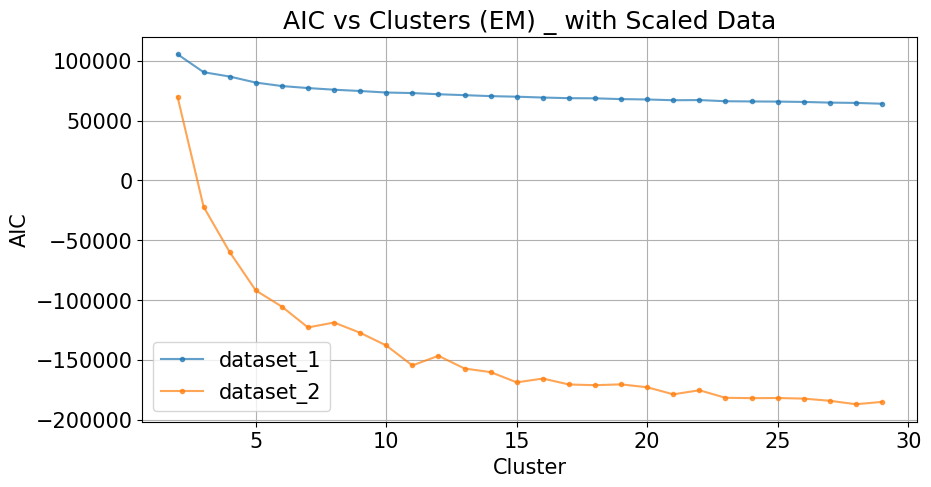 AIC vs Clusters (EM) _ with Scaled Data
100000
50000
0
−50000
−100000
−150000
−200000
AIC
dataset_1
dataset_2
5 10 15 20 25 30
Cluster